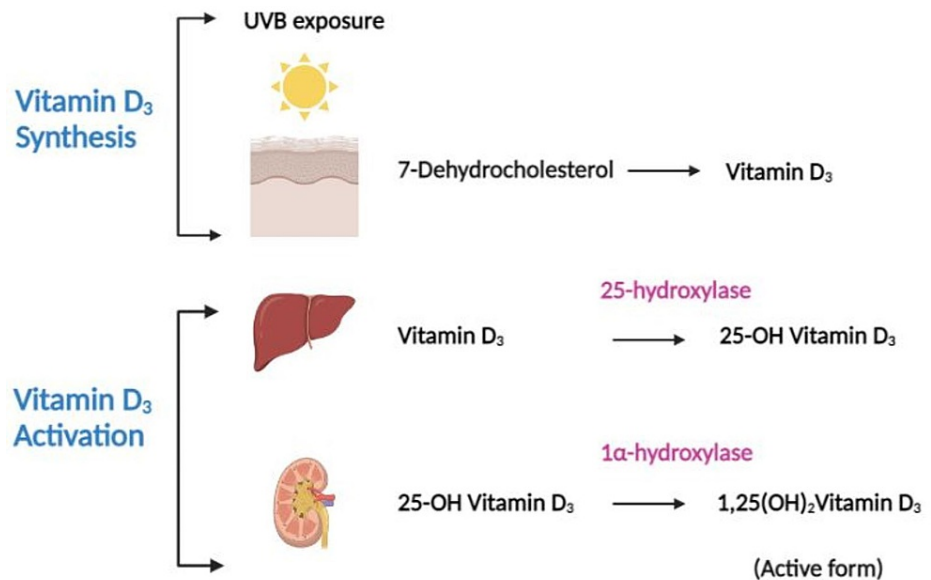 UVB exposure
Vitamin D₃
Synthesis
7-Dehydrocholesterol
Vitamin D₃
25-hydroxylase
Vitamin D₃
25-OH Vitamin D₃
Vitamin D₃
Activation
1α-hydroxylase
25-OH Vitamin D₃
1,25(OH)₂Vitamin D₃
(Active form)